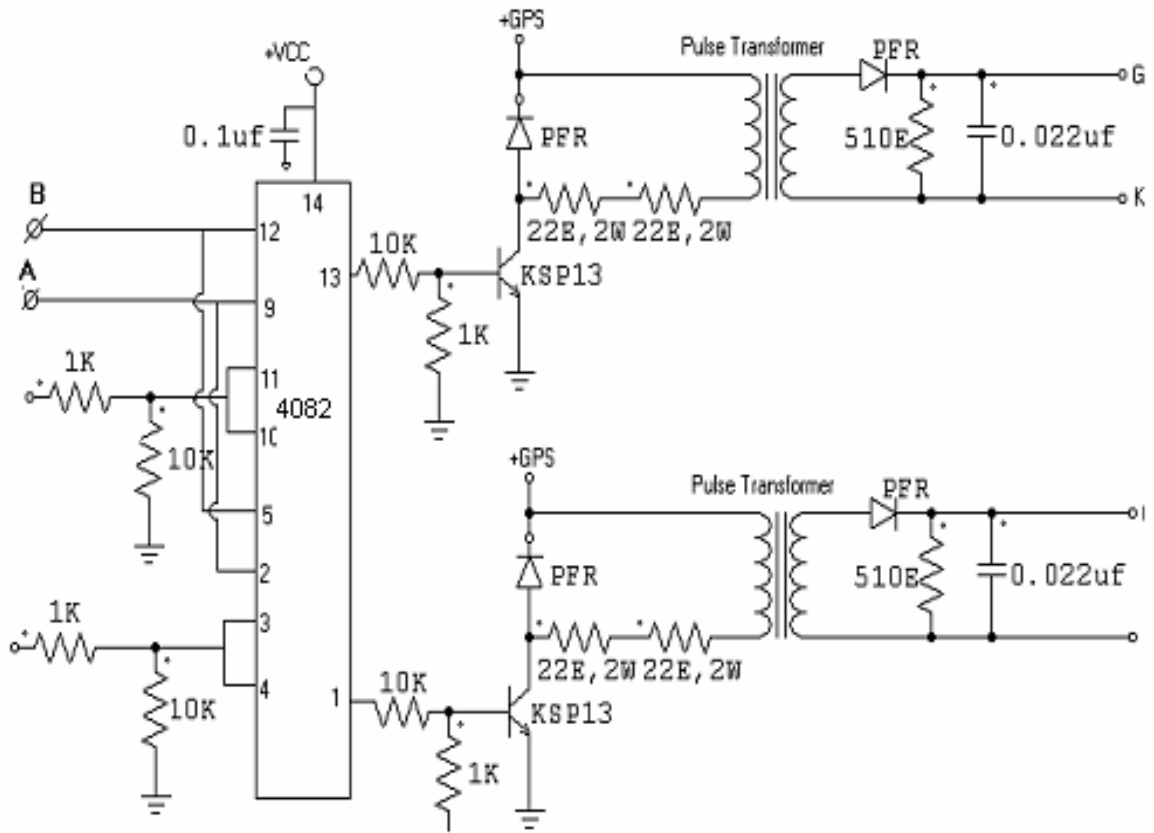 +GPS
Pulse Transformer
PFR
+VCC
G
0.1uf
PFR
510E
0.022uf
B
14
K
12
22E,2W 22E,2W
10K
A
13
KSP13
9
1K
1K
11
4082
10
10K
+GPS
Pulse Transformer
PFR
5
I
2
PFR
510E
0.022uf
1K
3
22E,2W 22E,2W
4
10K
1
10K
KSP13
1K